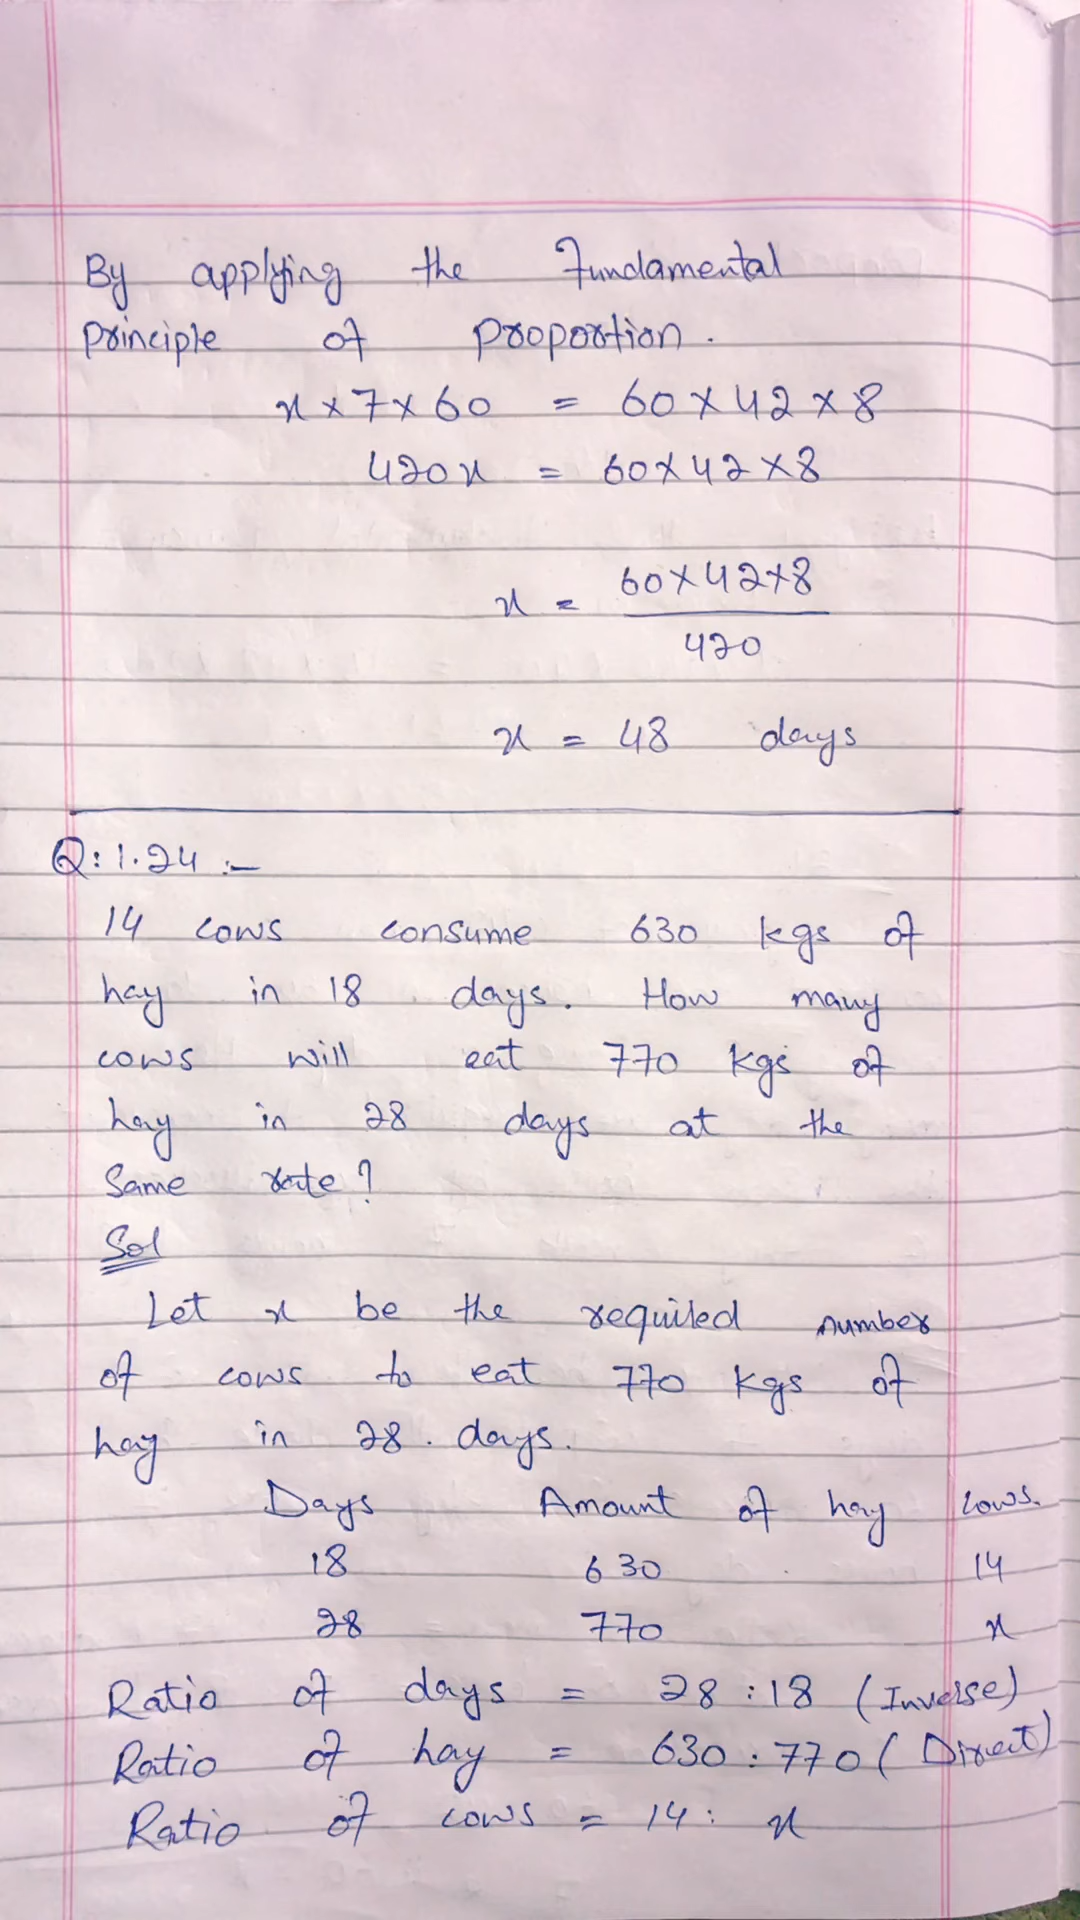 By applying the Fundamental
principle of proportion.
x × 7 × 60 = 60 × 42 × 8
420x = 60 × 42 × 8
x = 60×42×8
420
x = 48 days
Q: 1.24 :-
14 cows consume 630 kgs of
hay in 18 days. How many
cows will eat 770 kgs of
hay in 28 days at the
Same rate?
Sol
Let x be the required number
of cows to eat 770 kgs of
hay in 28. days.
Days Amount of hay cows.
18 630 14
28 770 x
Ratio of days = 28 : 18 (Inverse)
Ratio of hay = 630 : 770 (Direct)
Ratio of cows = 14 : x